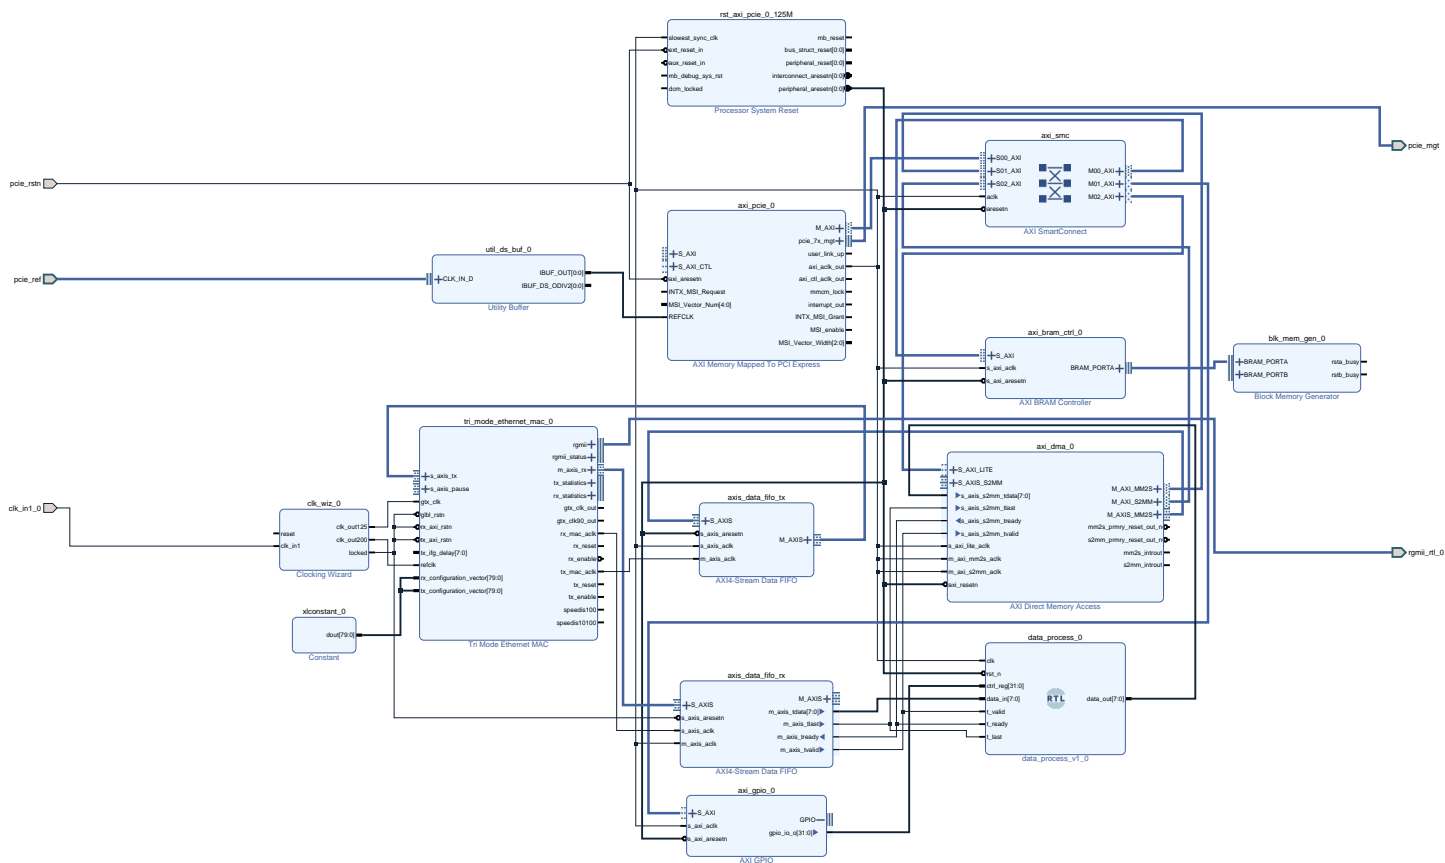 rst_axi_pcie_0_125M
slowest_sync_clk
ext_reset_in
aux_reset_in
mb_debug_sys_rst
dcm_locked
mb_reset
bus_struct_reset[0:0]
peripheral_reset[0:0]
interconnect_aresetn[0:0]
peripheral_aresetn[0:0]
Processor System Reset
pcie_mgt
axi_smc
S00_AXI
S01_AXI
S02_AXI
aclk
aresetn
M00_AXI
M01_AXI
M02_AXI
AXI SmartConnect
pcie_rstn
axi_pcie_0
S_AXI
S_AXI_CTL
axi_aresetn
INTX_MSI_Request
MSI_Vector_Num[4:0]
REFCLK
M_AXI
pcie_7x_mgt
user_link_up
axi_aclk_out
axi_ctl_aclk_out
mmcm_lock
interrupt_out
INTX_MSI_Grant
MSI_enable
MSI_Vector_Width[2:0]
AXI Memory Mapped To PCI Express
pcie_ref
util_ds_buf_0
CLK_IN_D
IBUF_OUT[0:0]
IBUF_DS_ODIV2[0:0]
Utility Buffer
axi_bram_ctrl_0
S_AXI
s_axi_aclk
s_axi_aresetn
BRAM_PORTA
AXI BRAM Controller
blk_mem_gen_0
BRAM_PORTA
BRAM_PORTB
rsta_busy
rstb_busy
Block Memory Generator
tri_mode_ethernet_mac_0
s_axis_tx
s_axis_pause
gtx_clk
glbl_rstn
rx_axi_rstn
tx_axi_rstn
tx_ifg_delay[7:0]
refclk
rx_configuration_vector[79:0]
tx_configuration_vector[79:0]
rgmii
rgmii_status
m_axis_rx
tx_statistics
rx_statistics
gtx_clk_out
gtx_clk90_out
rx_mac_aclk
rx_reset
rx_enable
tx_mac_aclk
tx_reset
tx_enable
speedis100
speedis10100
Tri Mode Ethernet MAC
clk_in1_0
clk_wiz_0
reset
clk_in1
clk_out125
clk_out200
locked
Clocking Wizard
xlconstant_0
dout[79:0]
Constant
axis_data_fifo_tx
S_AXIS
s_axis_aresetn
s_axis_aclk
m_axis_aclk
M_AXIS
AXI4-Stream Data FIFO
axi_dma_0
S_AXI_LITE
S_AXIS_S2MM
s_axis_s2mm_tdata[7:0]
s_axis_s2mm_tlast
s_axis_s2mm_tready
s_axis_s2mm_tvalid
s_axi_lite_aclk
m_axi_mm2s_aclk
m_axi_s2mm_aclk
axi_resetn
M_AXI_MM2S
M_AXI_S2MM
M_AXIS_MM2S
mm2s_prmry_reset_out_n
s2mm_prmry_reset_out_n
mm2s_introut
s2mm_introut
AXI Direct Memory Access
rgmii_rtl_0
axis_data_fifo_rx
S_AXIS
s_axis_aresetn
s_axis_aclk
m_axis_aclk
M_AXIS
m_axis_tdata[7:0]
m_axis_tlast
m_axis_tready
m_axis_tvalid
AXI4-Stream Data FIFO
data_process_0
clk
rst_n
ctrl_reg[31:0]
data_in[7:0]
t_valid
t_ready
t_last
RTL
data_out[7:0]
data_process_v1_0
axi_gpio_0
S_AXI
s_axi_aclk
s_axi_aresetn
GPIO
gpio_io_o[31:0]
AXI GPIO